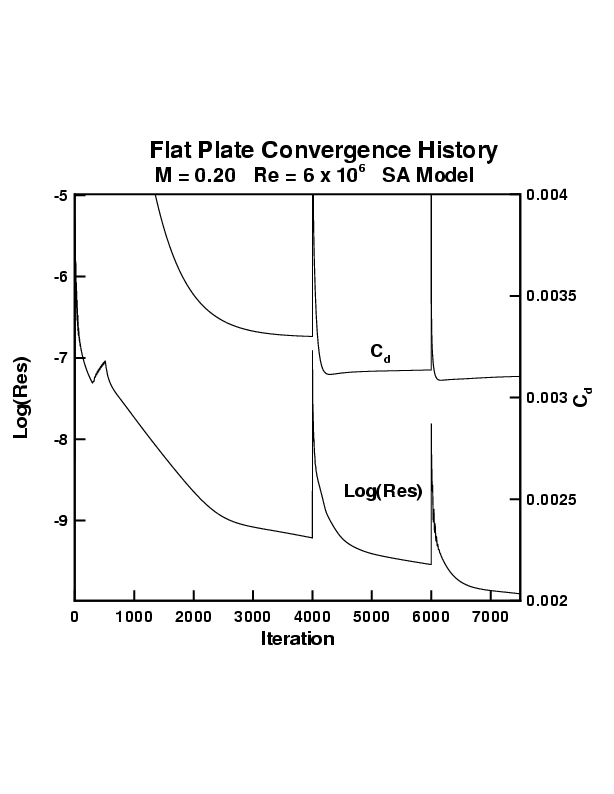 Flat Plate Convergence History
M = 0.20 Re = 6 x 10⁶ SA Model
-5
-6
-7
-8
-9
Log(Res)
0.004
0.0035
0.003
0.0025
0.002
C_d
C_d
Log(Res)
0 1000 2000 3000 4000 5000 6000 7000
Iteration